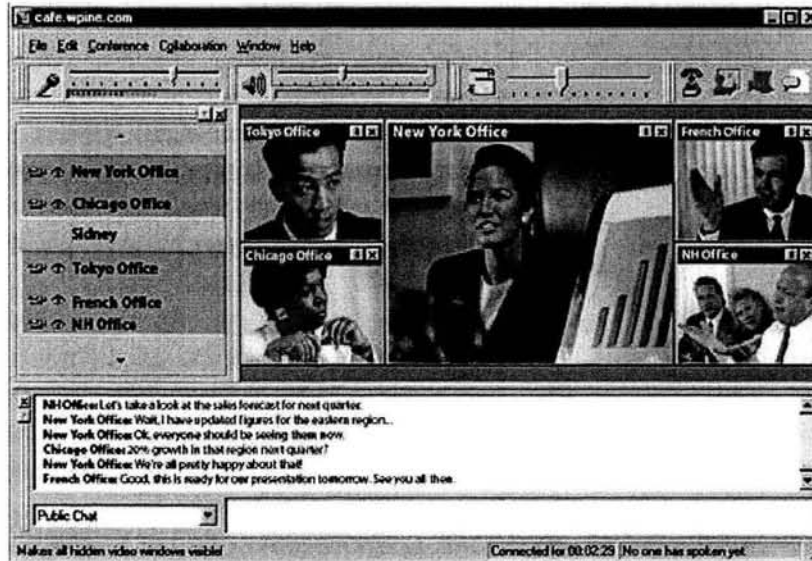 cafe.wpine.com
File Edit Conference Collaboration Window Help
New York Office
Chicago Office
Sidney
Tokyo Office
French Office
NH Office
Tokyo Office
New York Office
French Office
Chicago Office
NH Office
NH Office: Let's take a look at the sales forecast for next quarter.
New York Office: Wait, I have updated figures for the eastern region...
New York Office: Ok, everyone should be seeing them now.
Chicago Office: 20% growth in that region next quarter?
New York Office: We're all pretty happy about that!
French Office: Good, this is ready for our presentation tomorrow. See you all then.
Public Chat
Makes all hidden video windows visible!
Connected for 00:02:29
No one has spoken yet